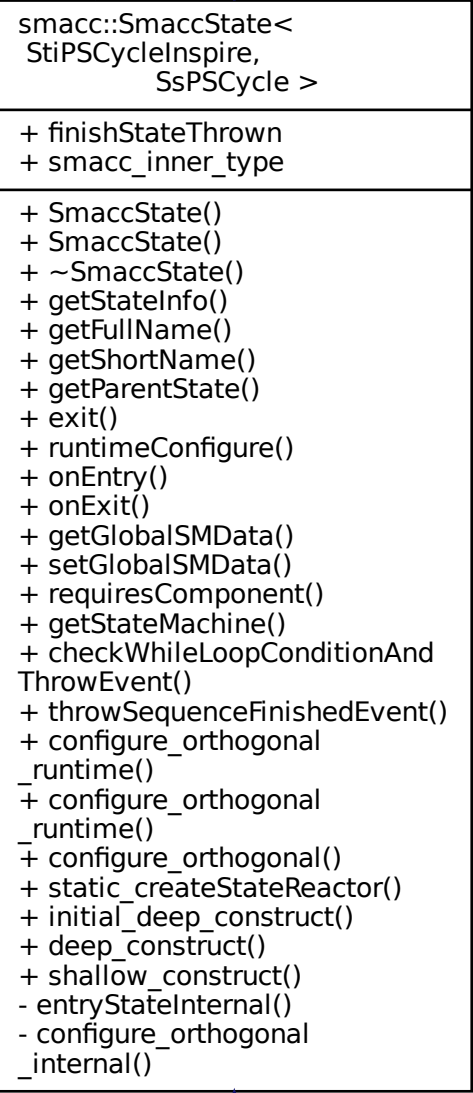 smacc::SmaccState<
StiPSCycleInspire,
SsPSCycle >
+ finishStateThrown
+ smacc_inner_type
+ SmaccState()
+ SmaccState()
+ ~SmaccState()
+ getStateInfo()
+ getFullName()
+ getShortName()
+ getParentState()
+ exit()
+ runtimeConfigure()
+ onEntry()
+ onExit()
+ getGlobalSMData()
+ setGlobalSMData()
+ requiresComponent()
+ getStateMachine()
+ checkWhileLoopConditionAnd
ThrowEvent()
+ throwSequenceFinishedEvent()
+ configure_orthogonal
_runtime()
+ configure_orthogonal
_runtime()
+ configure_orthogonal()
+ static_createStateReactor()
+ initial_deep_construct()
+ deep_construct()
+ shallow_construct()
- entryStateInternal()
- configure_orthogonal
_internal()